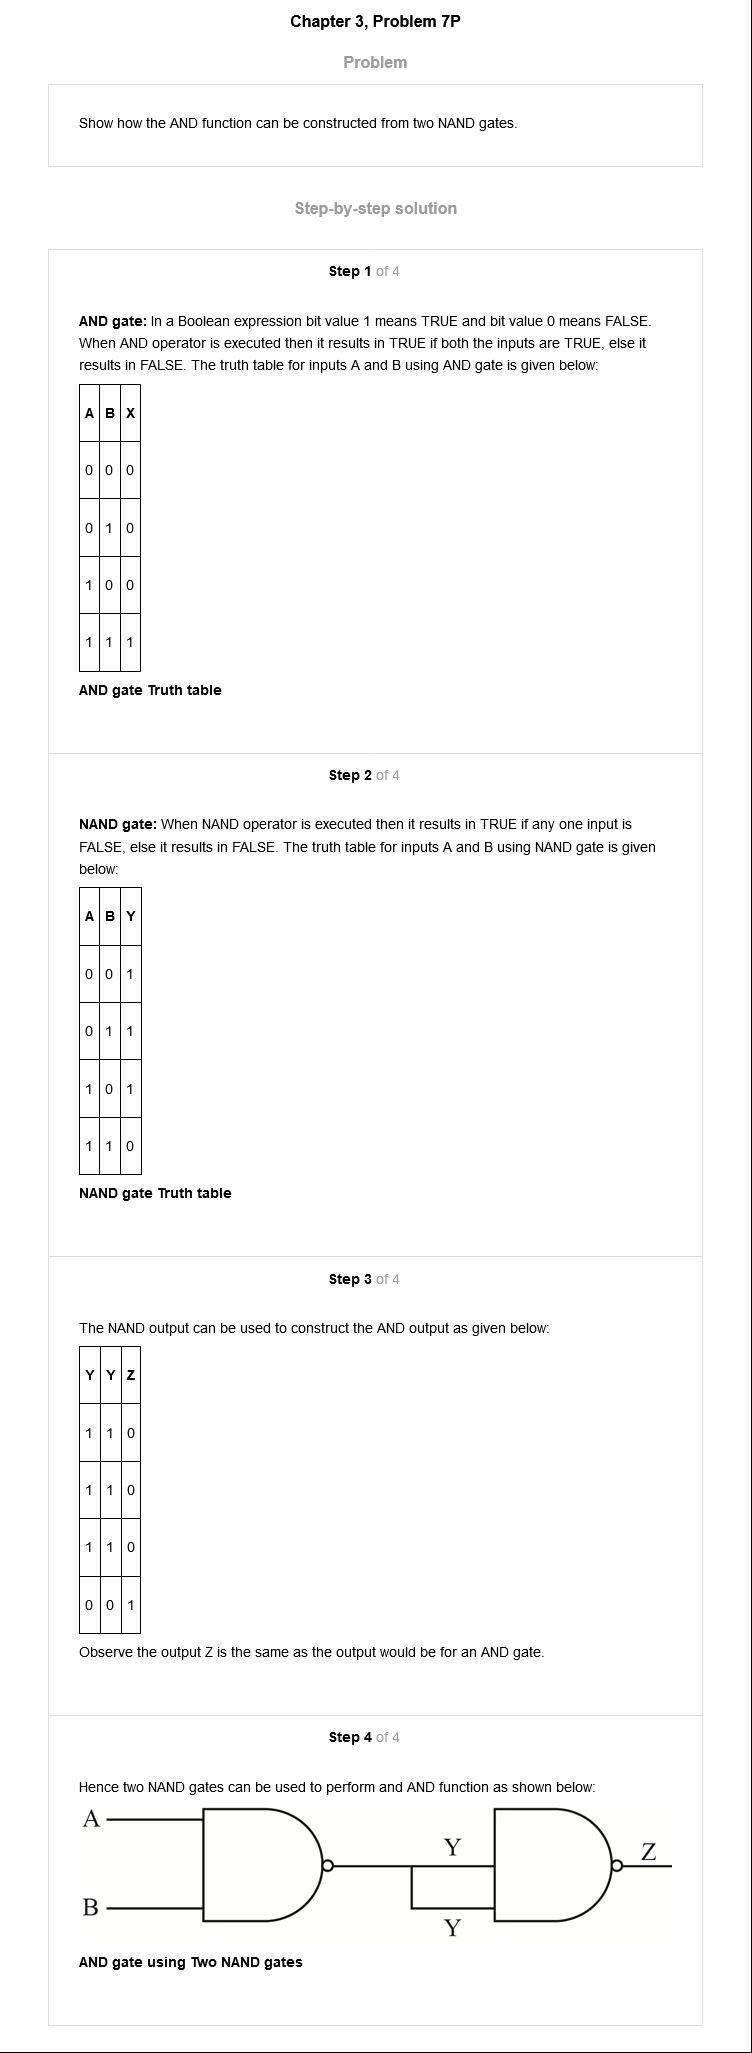 Chapter 3, Problem 7P
Problem
Show how the AND function can be constructed from two NAND gates.
Step-by-step solution
Step 1 of 4
AND gate: In a Boolean expression bit value 1 means TRUE and bit value 0 means FALSE.
When AND operator is executed then it results in TRUE if both the inputs are TRUE, else it
results in FALSE. The truth table for inputs A and B using AND gate is given below:
A B X
0 0 0
0 1 0
1 0 0
1 1 1
AND gate Truth table
Step 2 of 4
NAND gate: When NAND operator is executed then it results in TRUE if any one input is
FALSE, else it results in FALSE. The truth table for inputs A and B using NAND gate is given
below:
A B Y
0 0 1
0 1 1
1 0 1
1 1 0
NAND gate Truth table
Step 3 of 4
The NAND output can be used to construct the AND output as given below:
Y Y Z
1 1 0
1 1 0
1 1 0
0 0 1
Observe the output Z is the same as the output would be for an AND gate.
Step 4 of 4
Hence two NAND gates can be used to perform and AND function as shown below:
A
Y
Z
B
Y
AND gate using Two NAND gates